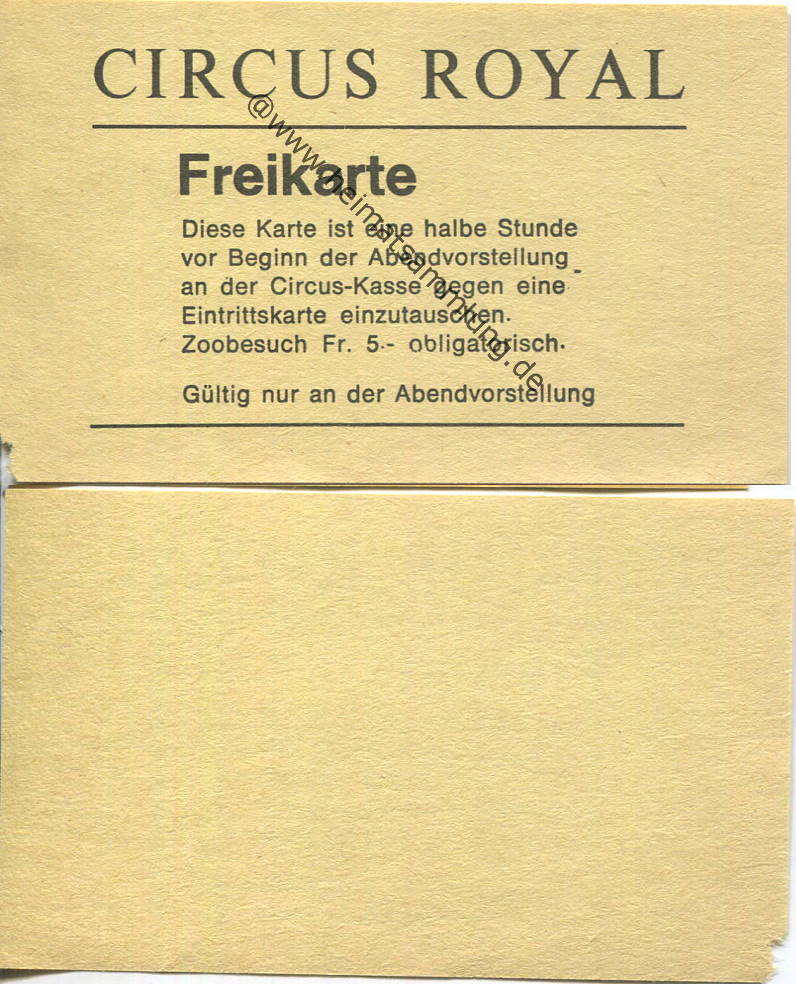 CIRCUS ROYAL
Freikarte
Diese Karte ist eine halbe Stunde
vor Beginn der Abendvorstellung
an der Circus-Kasse gegen eine
Eintrittskarte einzutauschen.
Zoobesuch Fr. 5.- obligatorisch.
Gültig nur an der Abendvorstellung
@www.heimatsammlung.de